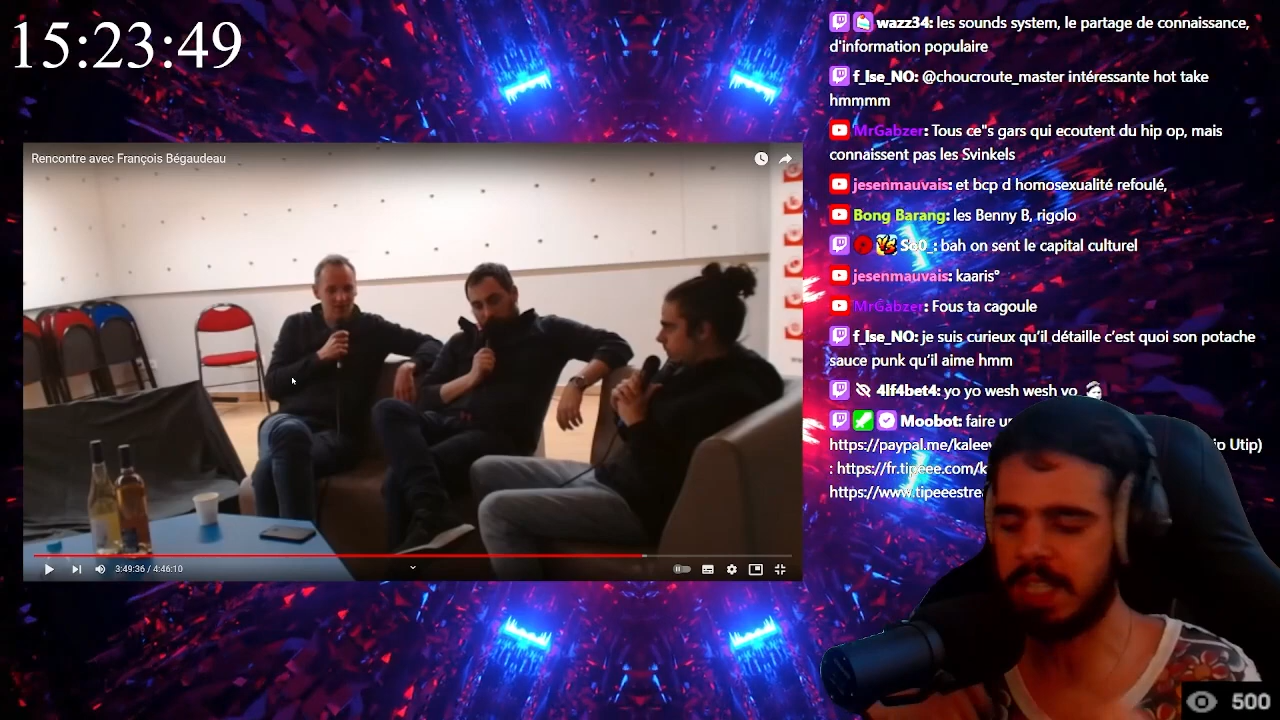 15:23:49
Rencontre avec François Bégaudeau
3:49:36 / 4:46:10
wazz34: les sounds system, le partage de connaissance,
d'information populaire
f_lse_NO: @choucroute_master intéressante hot take
hmmmm
MrGabzer: Tous ce"s gars qui ecoutent du hip op, mais
connaissent pas les Svinkels
jesenmauvais: et bcp d homosexualité refoulé,
Bong Barang: les Benny B, rigolo
bah on sent le capital culturel
jesenmauvais: kaaris°
MrGabzer: Fous ta cagoule
f_lse_NO: je suis curieux qu'il détaille c'est quoi son potache
sauce punk qu'il aime hmm
4lf4bet4: yo yo wesh wesh yo
Moobot: faire
https://paypal.me/kaleev io Utip)
: https://fr.tipeee.com/k
https://www.tipeeestrea
500